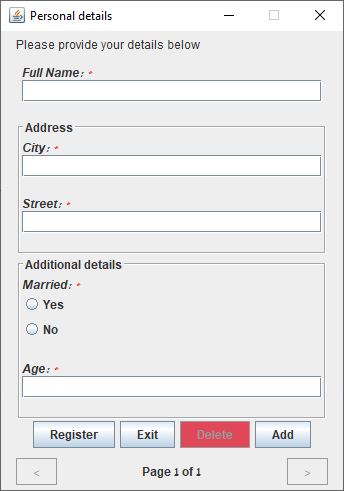 Personal details
Please provide your details below
Full Name: *
Address
City: *
Street: *
Additional details
Married: *
Yes
No
Age: *
Register Exit Delete Add
< Page 1 of 1 >